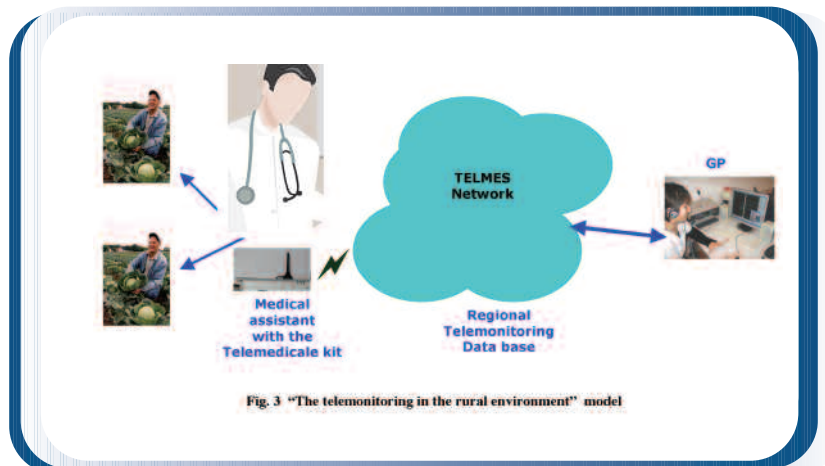 TELMES
Network
GP
Medical
assistant
with the
Telemedicale kit
Regional
Telemonitoring
Data base
Fig. 3 “The telemonitoring in the rural environment” model